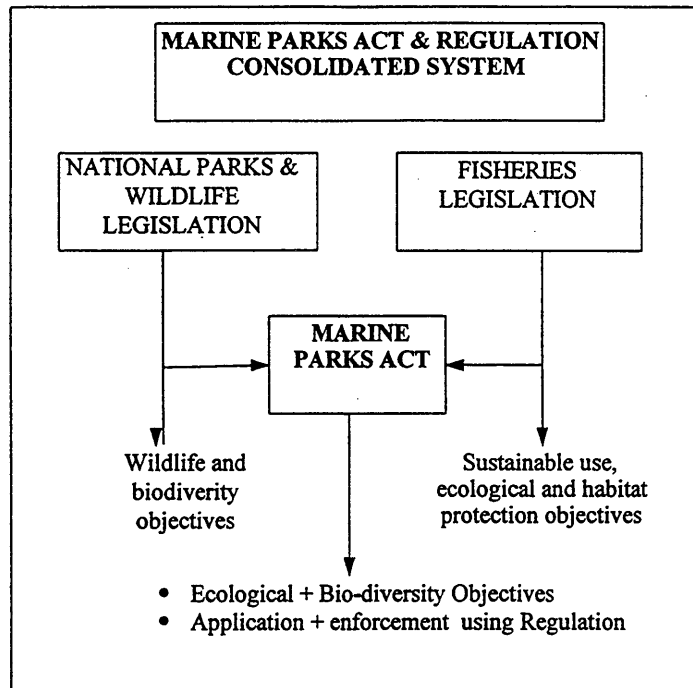 MARINE PARKS ACT & REGULATION
CONSOLIDATED SYSTEM
NATIONAL PARKS &
WILDLIFE
LEGISLATION
FISHERIES
LEGISLATION
MARINE
PARKS ACT
Wildlife and
biodiverity
objectives
Sustainable use,
ecological and habitat
protection objectives
• Ecological + Bio-diversity Objectives
• Application + enforcement using Regulation